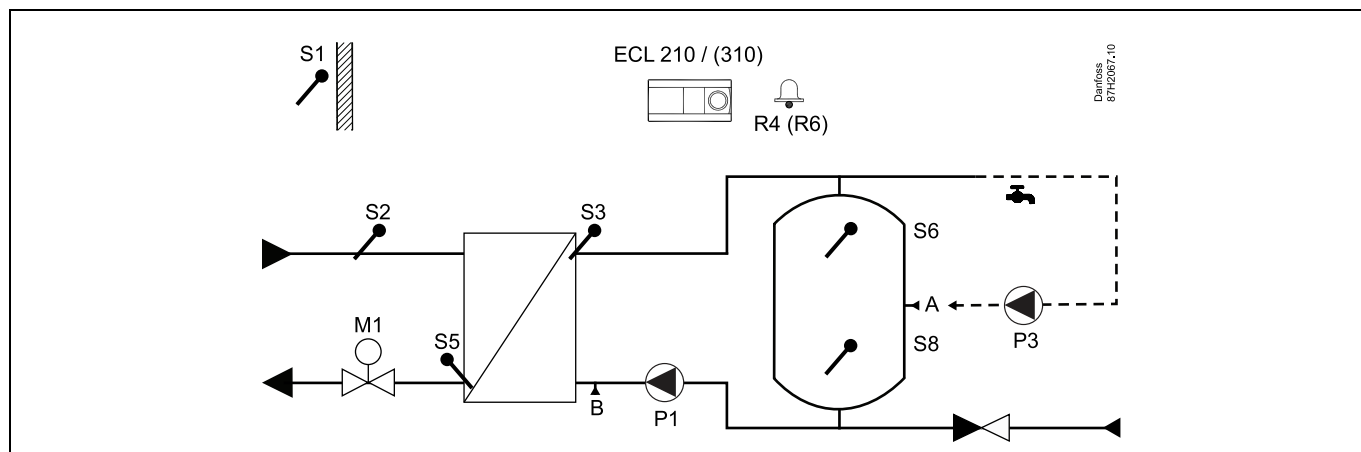 S1
ECL 210 / (310)
R4 (R6)
Danfoss
87H2067.10
S2
S3
S6
A
P3
M1
S5
S8
B
P1